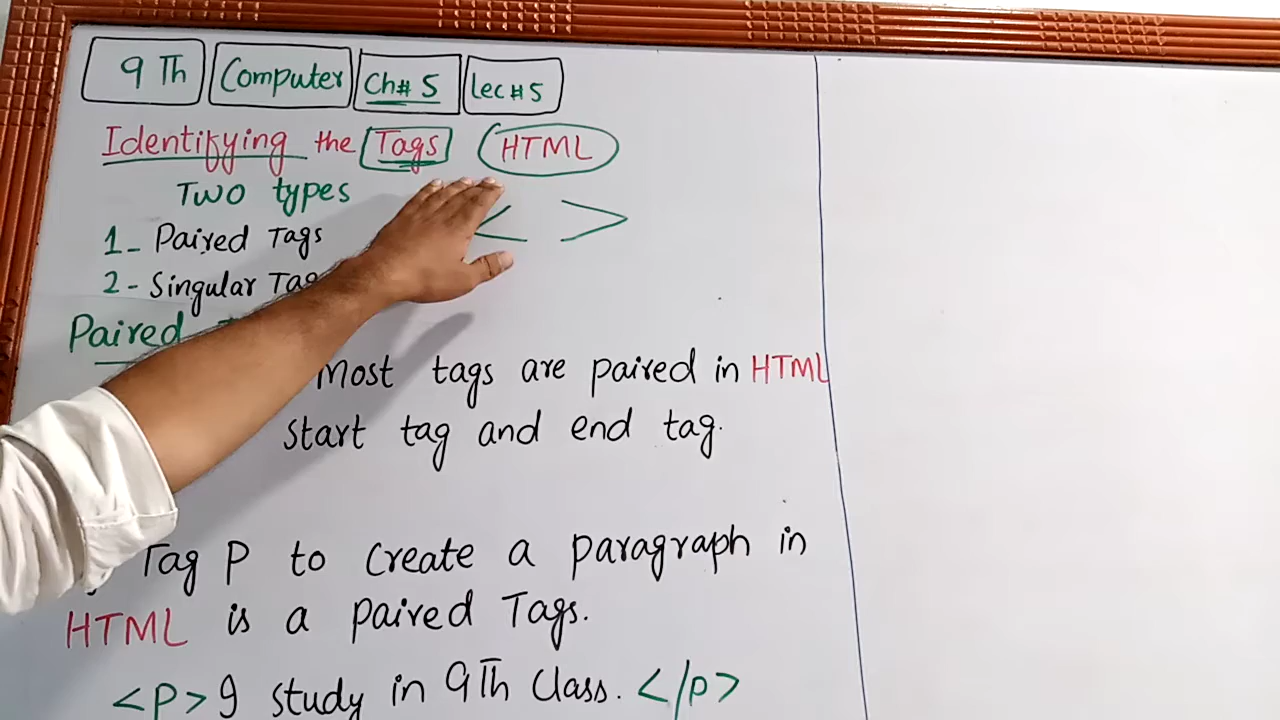 9 Th Computer Ch# 5 Lec # 5
Identifying the Tags HTML
Two types
< >
1- Paired Tags
2- Singular Tag
Paired
Most tags are paired in HTML
Start tag and end tag.
Tag P to create a paragraph in
HTML is a paired Tags.
<P> I study in 9Th Class. </p>